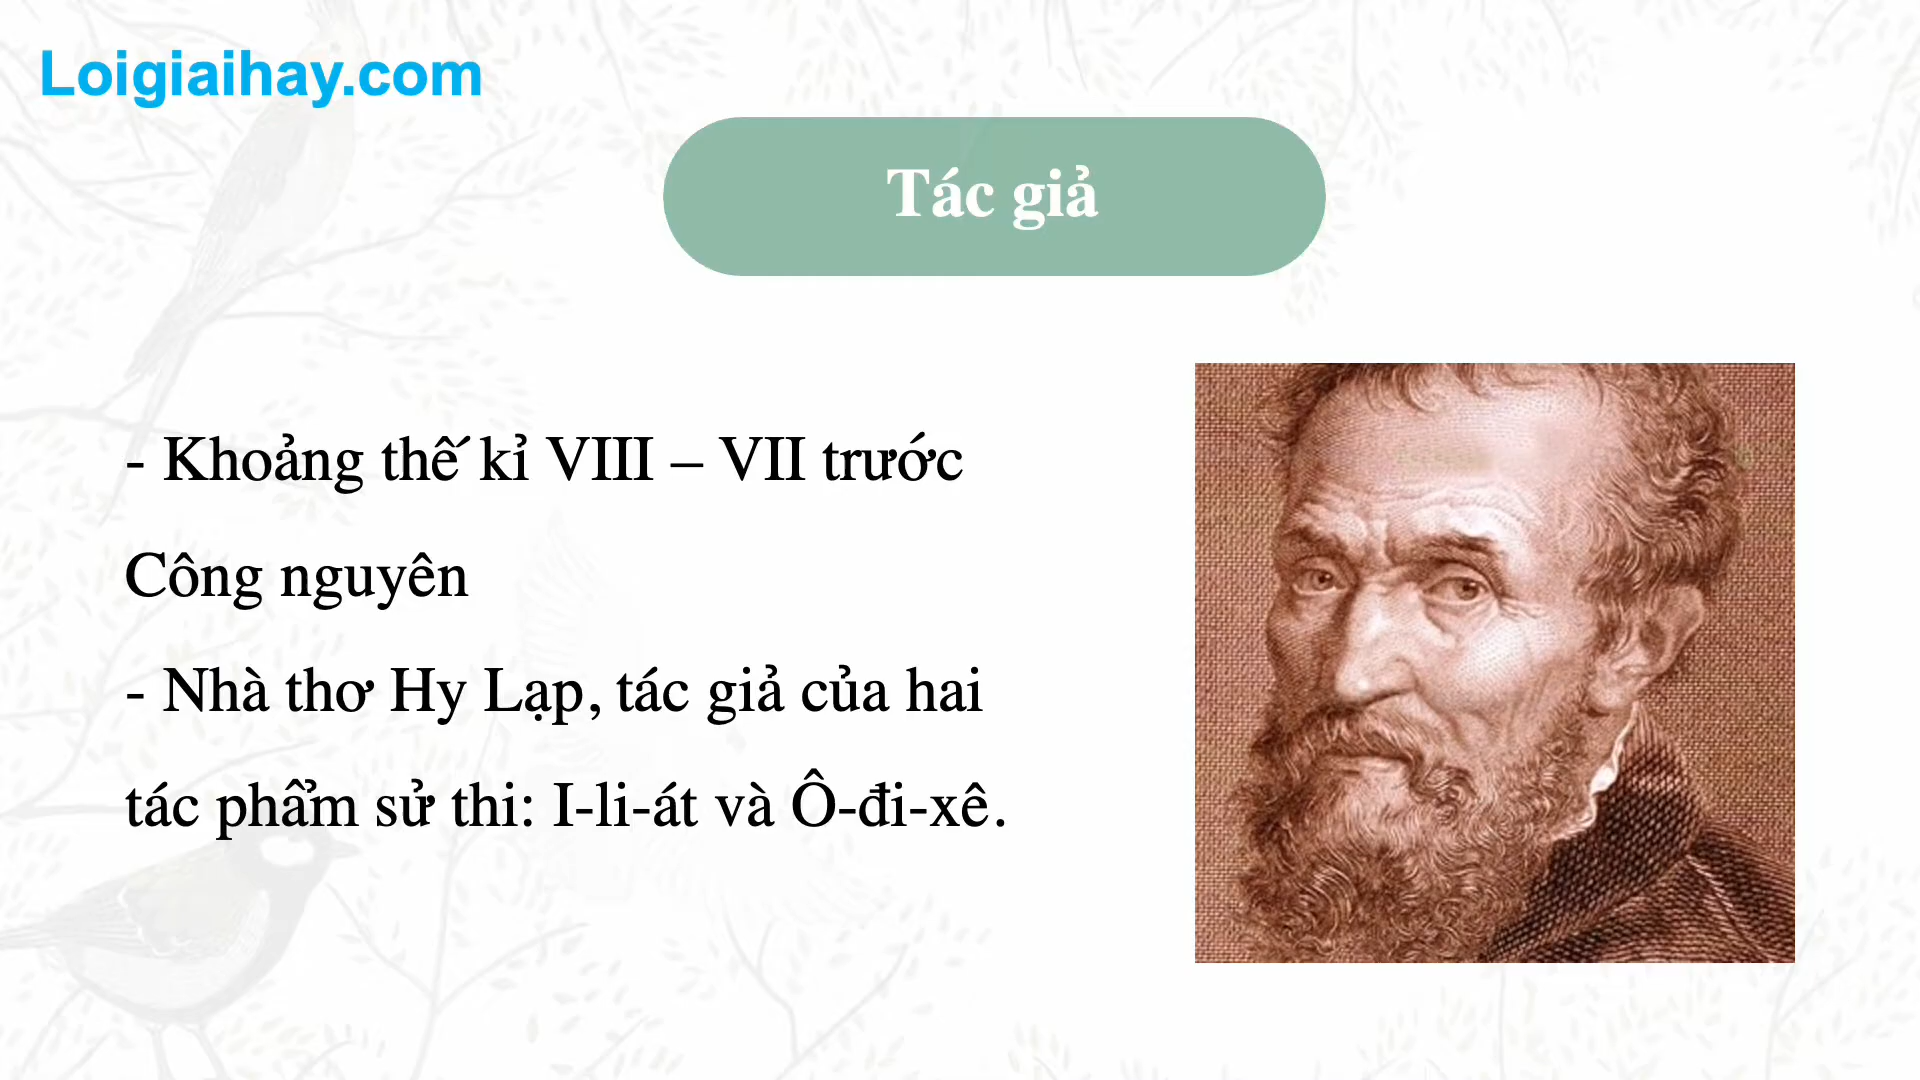 Loigiaihay.com
Tác giả
- Khoảng thế kỉ VIII – VII trước
Công nguyên
- Nhà thơ Hy Lạp, tác giả của hai
tác phẩm sử thi: I-li-át và Ô-đi-xê.